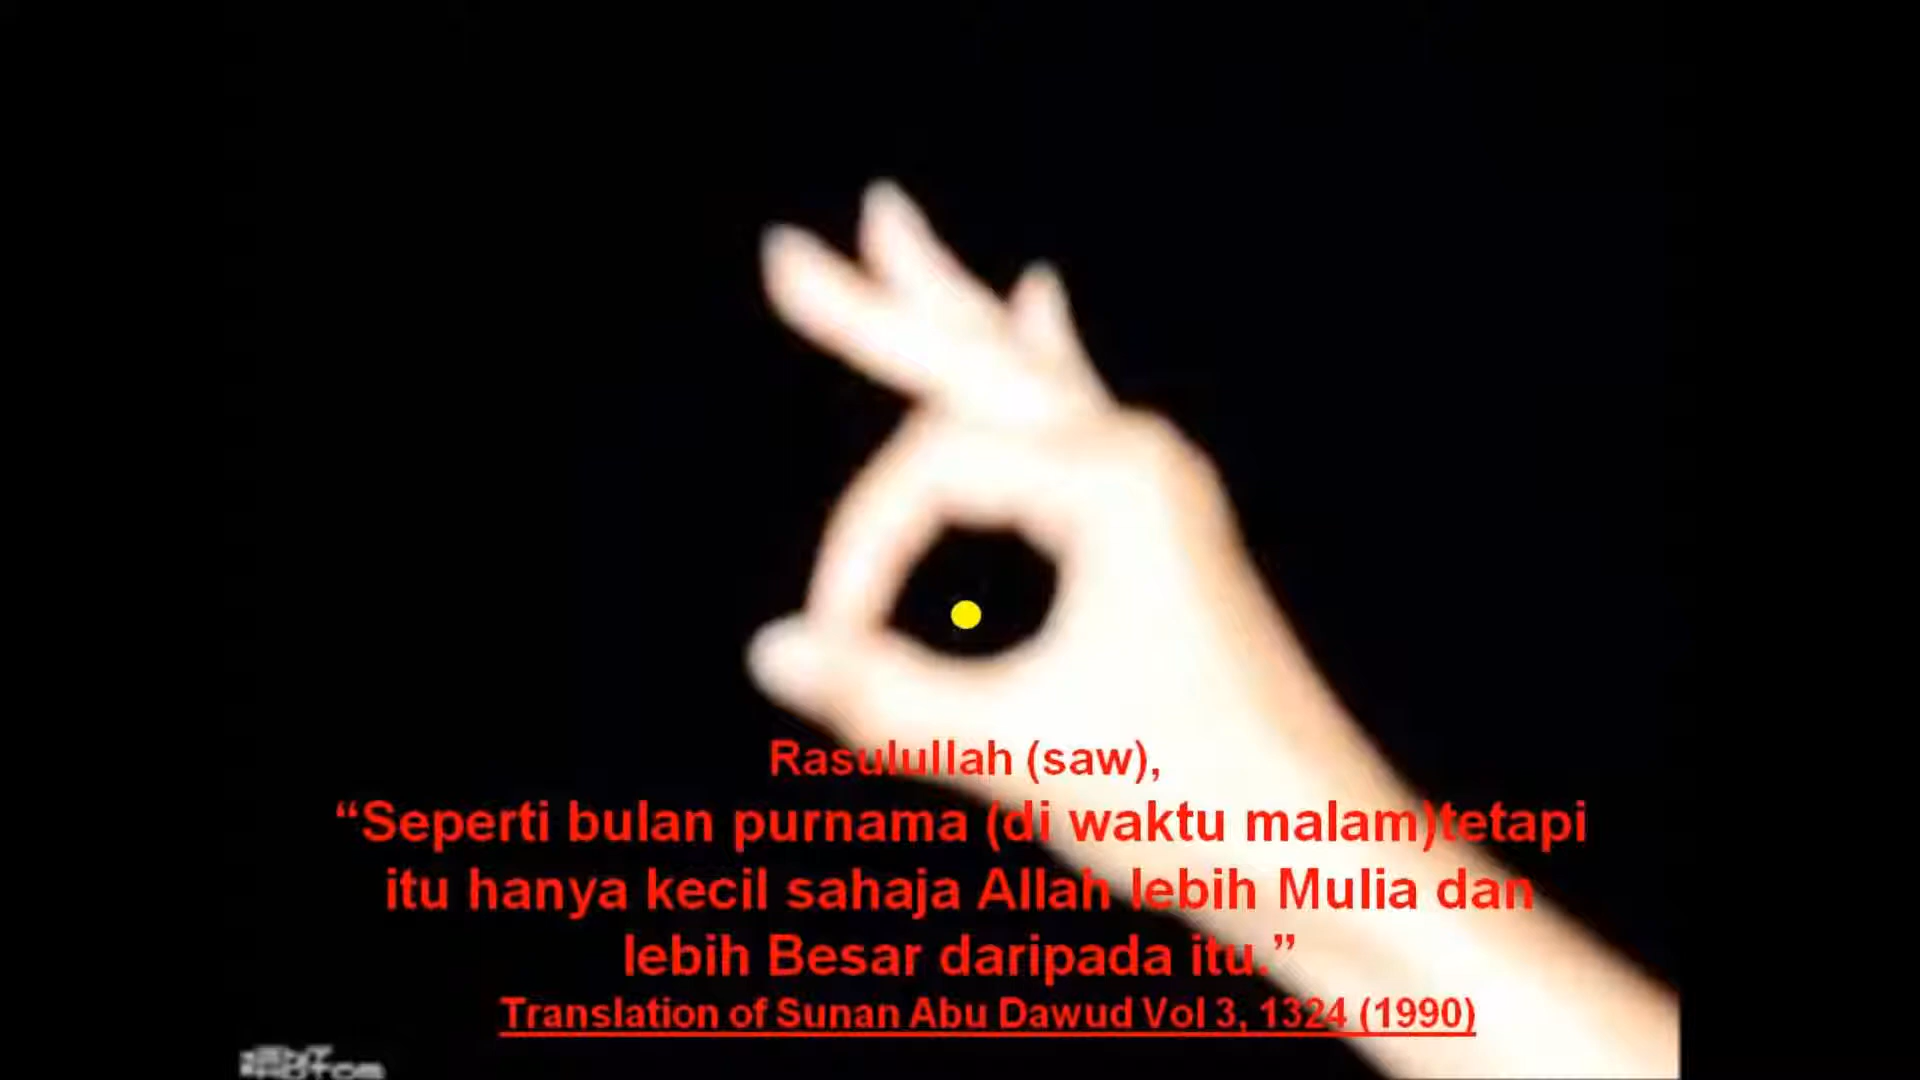 Rasulullah (saw),
“Seperti bulan purnama (di waktu malam)tetapi
itu hanya kecil sahaja Allah lebih Mulia dan
lebih Besar daripada itu.”
Translation of Sunan Abu Dawud Vol 3, 1324 (1990)